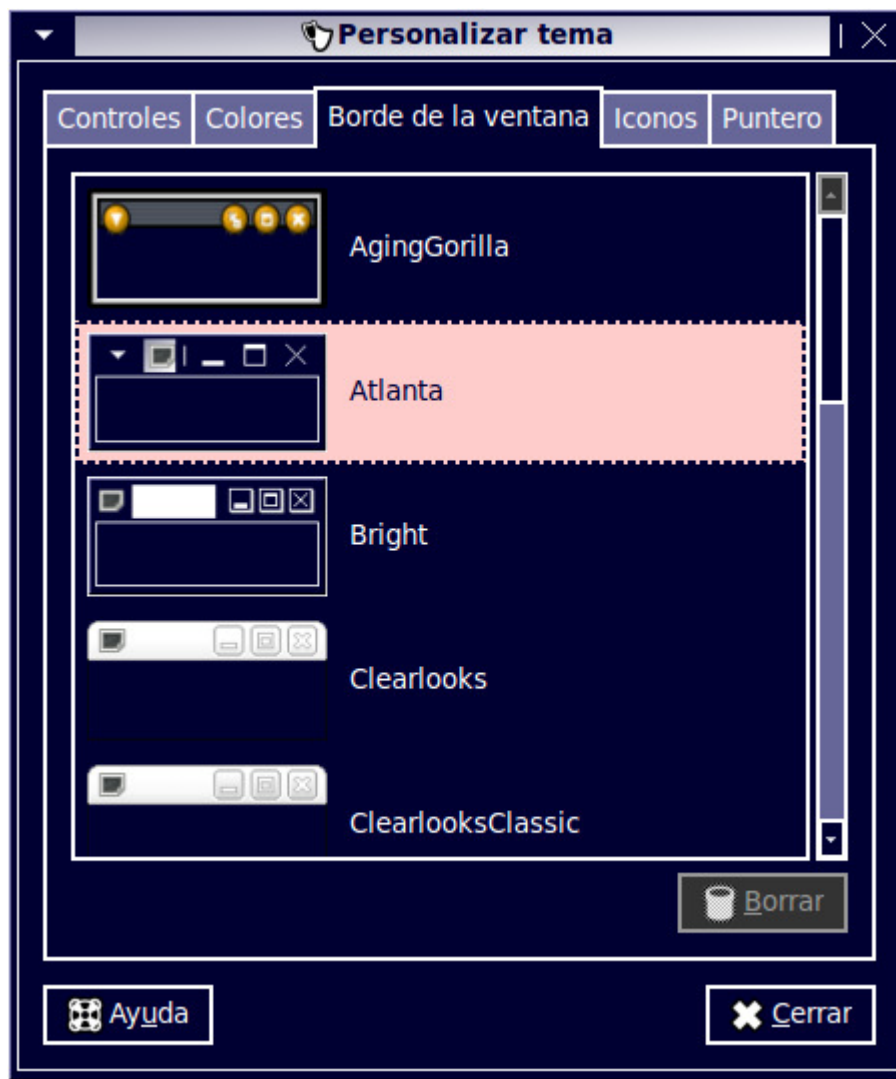 Personalizar tema
Controles Colores Borde de la ventana Iconos Puntero
AgingGorilla
Atlanta
Bright
Clearlooks
ClearlooksClassic
Borrar
Ayuda Cerrar